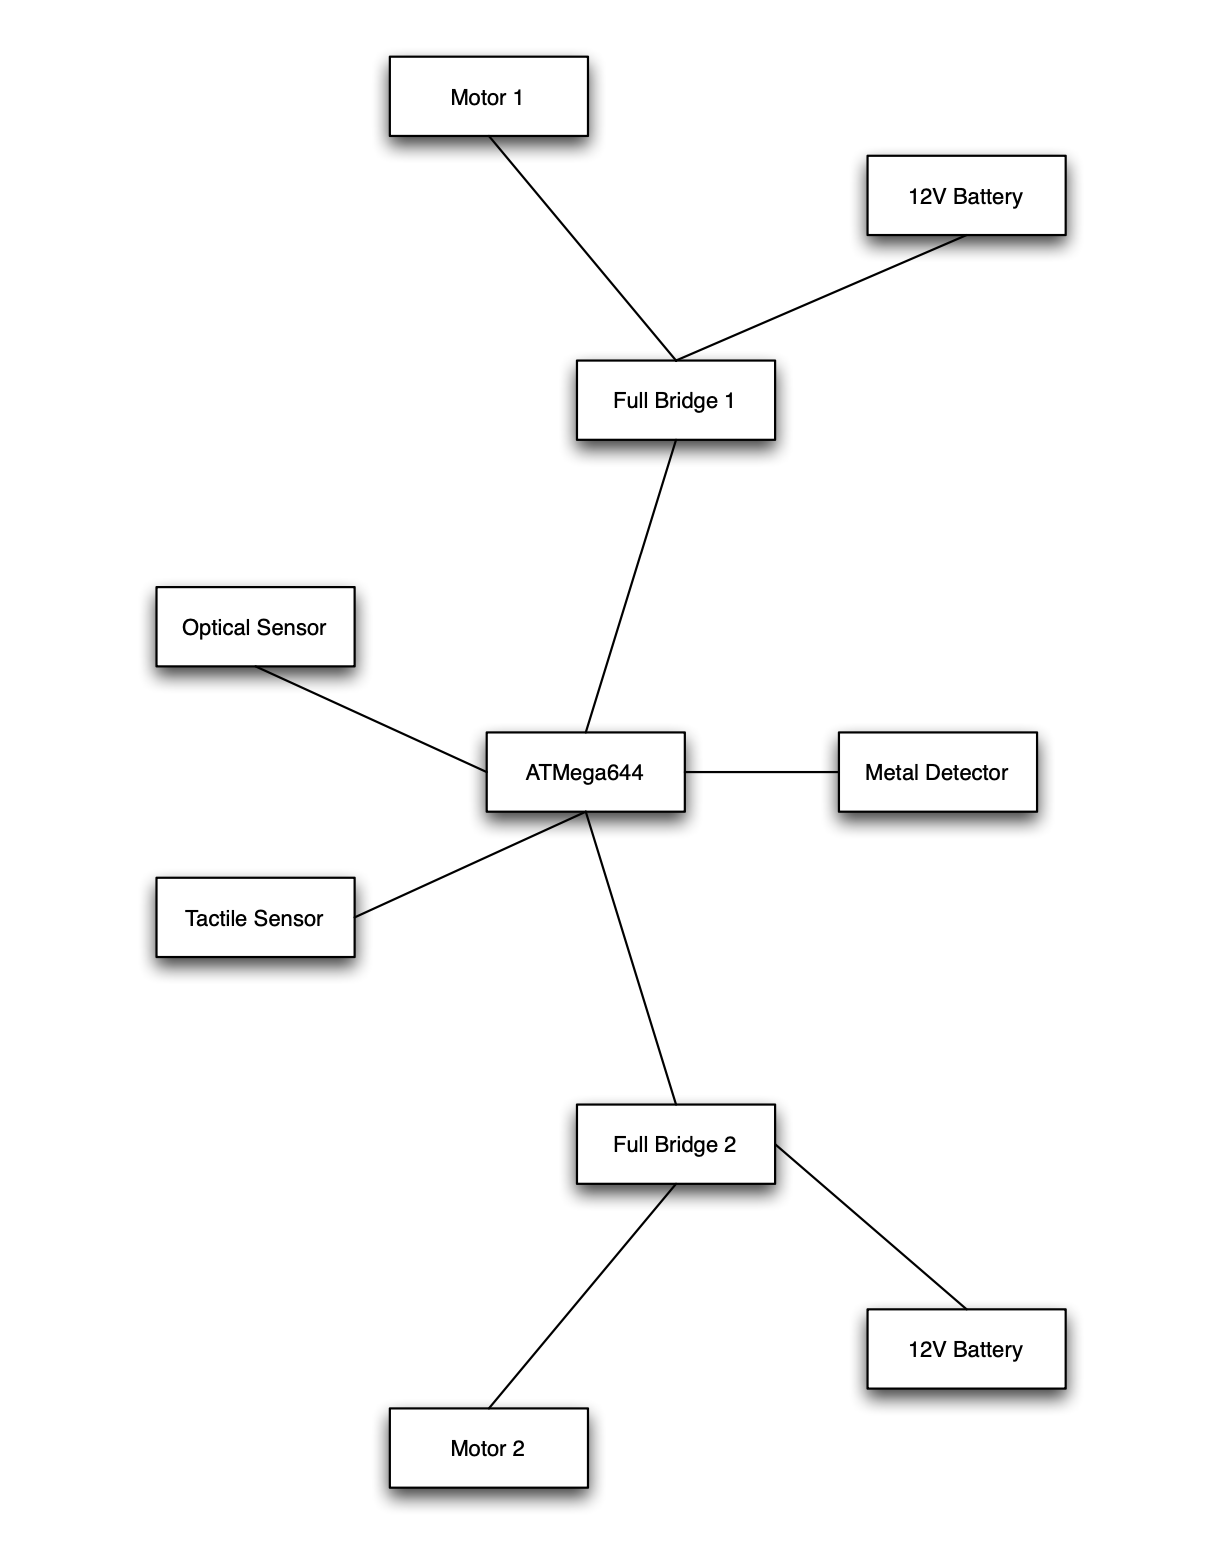 Motor 1
12V Battery
Full Bridge 1
Optical Sensor
ATMega644
Metal Detector
Tactile Sensor
Full Bridge 2
12V Battery
Motor 2